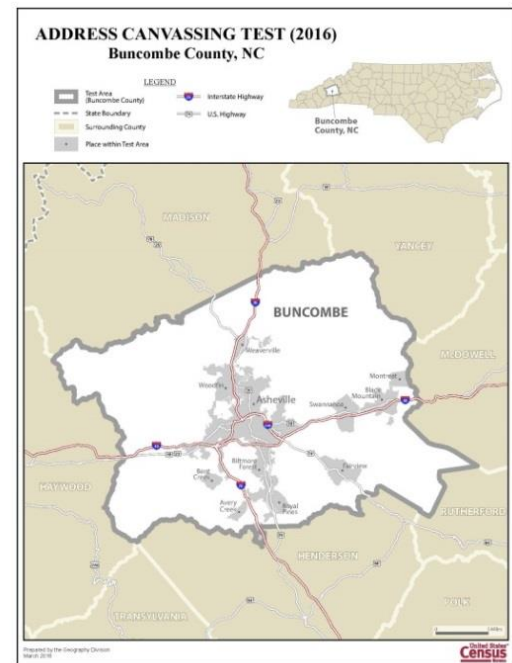 ADDRESS CANVASSING TEST (2016)
Buncombe County, NC
LEGEND
Test Area
(Buncombe County)
Interstate Highway
State Boundary
U.S. Highway
Surrounding County
Place within Test Area
Buncombe
County, NC
MADISON
YANCEY
BUNCOMBE
Weaverville
MCDOWELL
Montreat
Woodfin
Black
Mountain
Asheville
Swannanoa
Biltmore
Forest
Fairview
Bent
Creek
HAYWOOD
Avery
Creek
Royal
Pines
RUTHERFORD
HENDERSON
POLK
TRANSYLVANIA
Prepared by the Geography Division
March 2016
United States
Census